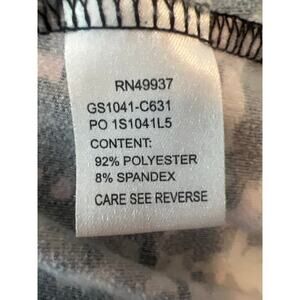 RN49937
GS1041-C631
PO 1S1041L5
CONTENT:
92% POLYESTER
8% SPANDEX
CARE SEE REVERSE